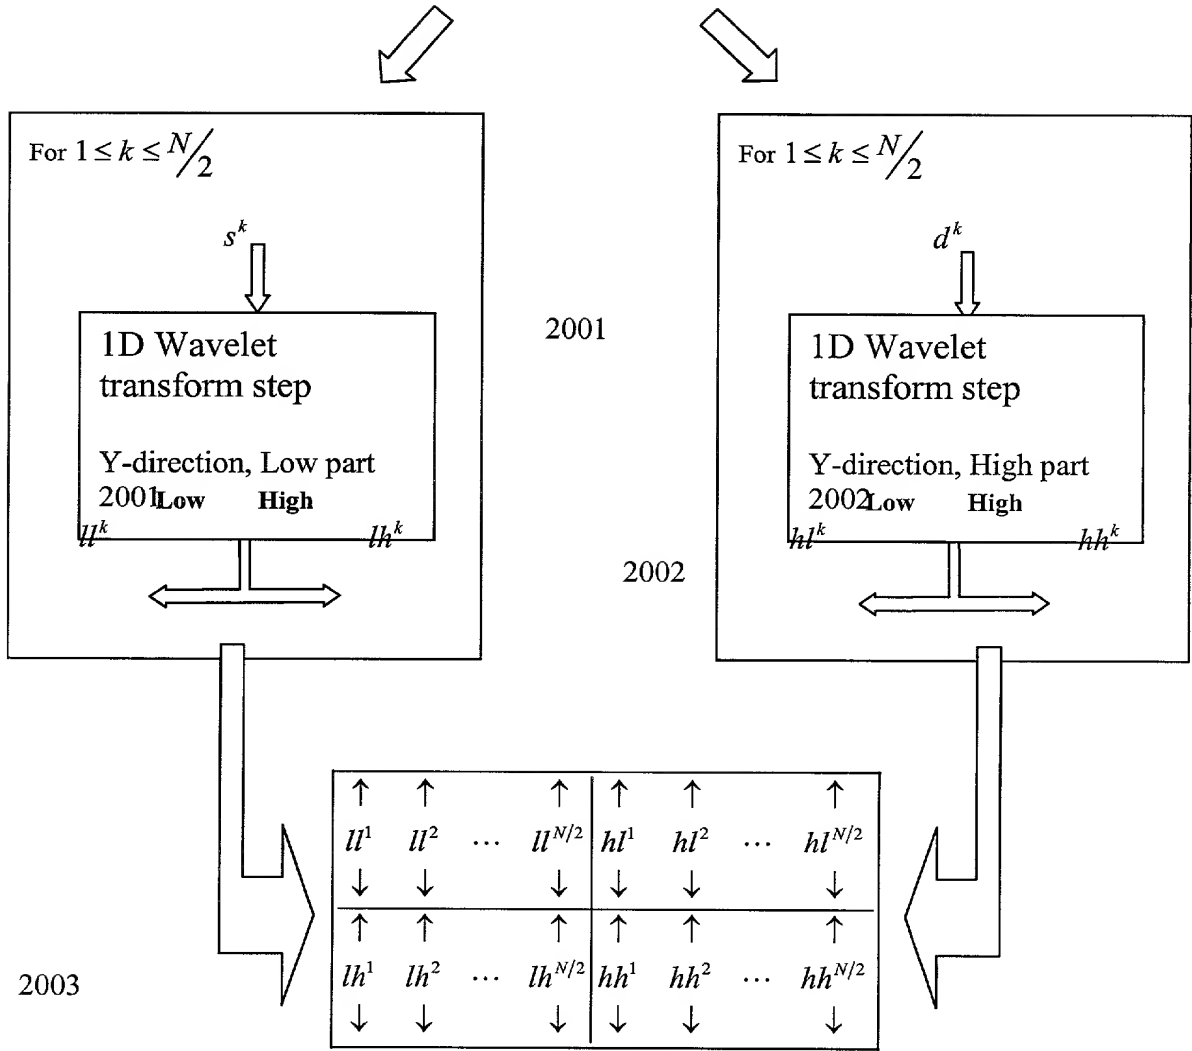 For 1 ≤ k ≤ N/2
s^k
1D Wavelet
transform step
Y-direction, Low part
2001 Low High
ll^k lh^k
2001
For 1 ≤ k ≤ N/2
d^k
1D Wavelet
transform step
Y-direction, High part
2002 Low High
hl^k hh^k
2002
↑ ↑ ↑ ↑ ↑ ↑
ll^1 ll^2 ⋯ ll^{N/2} hl^1 hl^2 ⋯ hl^{N/2}
↓ ↓ ↓ ↓ ↓ ↓
↑ ↑ ↑ ↑ ↑ ↑
lh^1 lh^2 ⋯ lh^{N/2} hh^1 hh^2 ⋯ hh^{N/2}
↓ ↓ ↓ ↓ ↓ ↓
2003